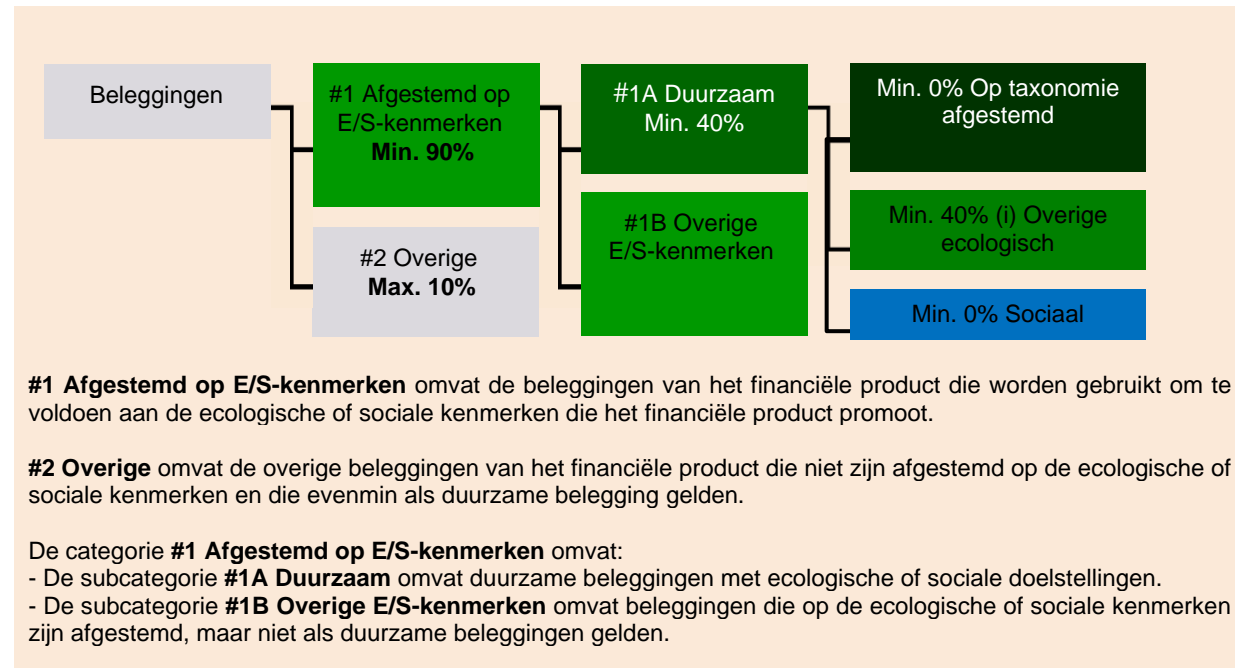 Beleggingen
#1 Afgestemd op
E/S-kenmerken
Min. 90%
#2 Overige
Max. 10%
#1A Duurzaam
Min. 40%
#1B Overige
E/S-kenmerken
Min. 0% Op taxonomie
afgestemd
Min. 40% (i) Overige
ecologisch
Min. 0% Sociaal
#1 Afgestemd op E/S-kenmerken omvat de beleggingen van het financiële product die worden gebruikt om te
voldoen aan de ecologische of sociale kenmerken die het financiële product promoot.
#2 Overige omvat de overige beleggingen van het financiële product die niet zijn afgestemd op de ecologische of
sociale kenmerken en die evenmin als duurzame belegging gelden.
De categorie #1 Afgestemd op E/S-kenmerken omvat:
- De subcategorie #1A Duurzaam omvat duurzame beleggingen met ecologische of sociale doelstellingen.
- De subcategorie #1B Overige E/S-kenmerken omvat beleggingen die op de ecologische of sociale kenmerken
zijn afgestemd, maar niet als duurzame beleggingen gelden.